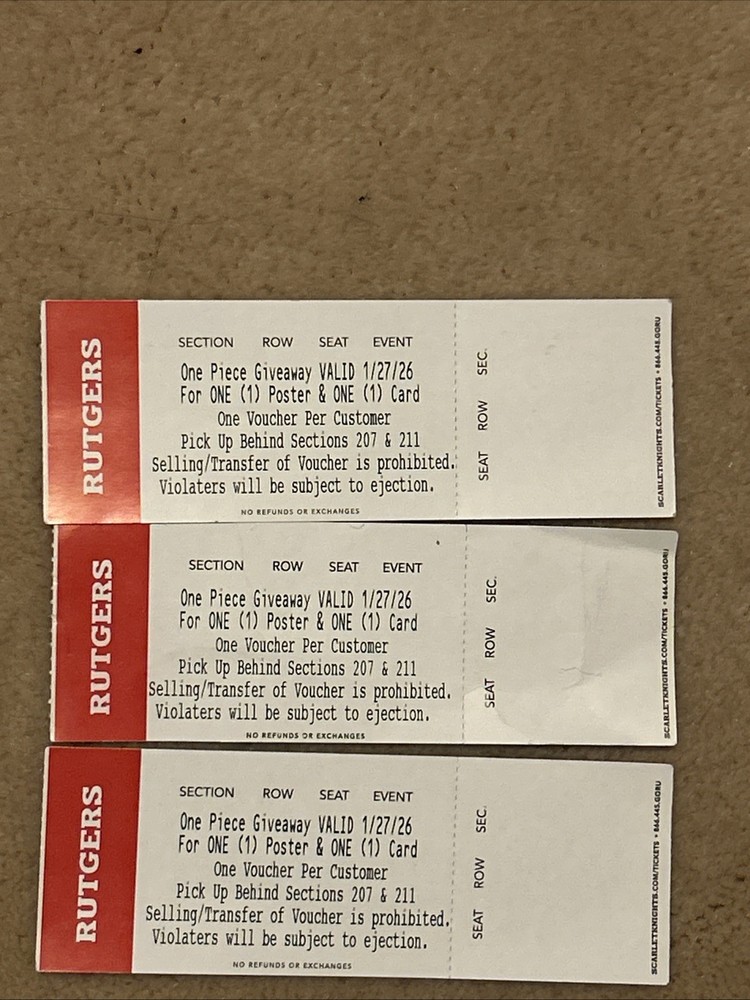 RUTGERS
SECTION ROW SEAT EVENT
One Piece Giveaway VALID 1/27/26
For ONE (1) Poster & ONE (1) Card
One Voucher Per Customer
Pick Up Behind Sections 207 & 211
Selling/Transfer of Voucher is prohibited.
Violaters will be subject to ejection.
NO REFUNDS OR EXCHANGES
SEAT ROW SEC.
SCARLETKNIGHTS.COM/TICKETS • 866.445.GORU
RUTGERS
SECTION ROW SEAT EVENT
One Piece Giveaway VALID 1/27/26
For ONE (1) Poster & ONE (1) Card
One Voucher Per Customer
Pick Up Behind Sections 207 & 211
Selling/Transfer of Voucher is prohibited.
Violaters will be subject to ejection.
NO REFUNDS OR EXCHANGES
SEAT ROW SEC.
SCARLETKNIGHTS.COM/TICKETS • 866.445.GORU
RUTGERS
SECTION ROW SEAT EVENT
One Piece Giveaway VALID 1/27/26
For ONE (1) Poster & ONE (1) Card
One Voucher Per Customer
Pick Up Behind Sections 207 & 211
Selling/Transfer of Voucher is prohibited.
Violaters will be subject to ejection.
NO REFUNDS OR EXCHANGES
SEAT ROW SEC.
SCARLETKNIGHTS.COM/TICKETS • 866.445.GORU